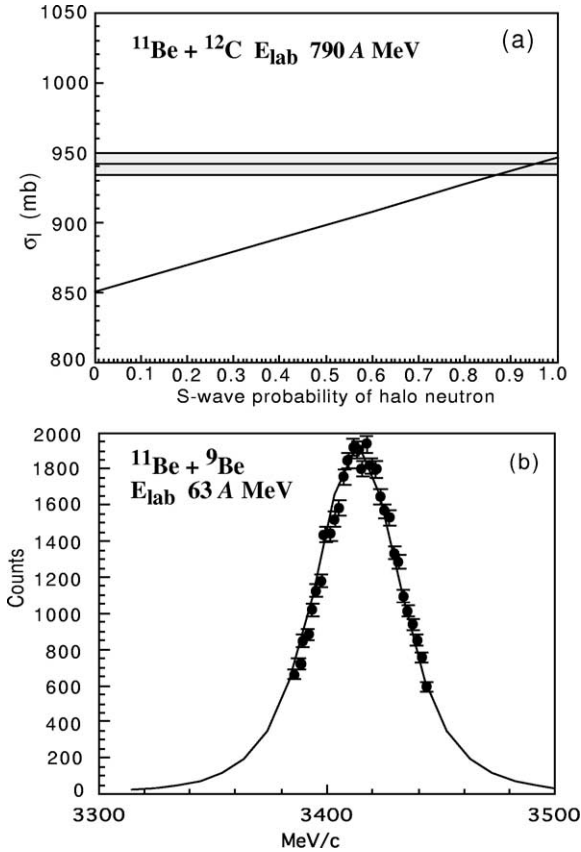 1050
(a)
¹¹Be + ¹²C E_lab 790 A MeV
1000
950
σ_I (mb)
900
850
800
0 0.1 0.2 0.3 0.4 0.5 0.6 0.7 0.8 0.9 1.0
S-wave probability of halo neutron
2000
(b)
¹¹Be + ⁹Be
1800
E_lab 63 A MeV
1600
1400
1200
Counts
1000
800
600
400
200
0
3300 3400 3500
MeV/c